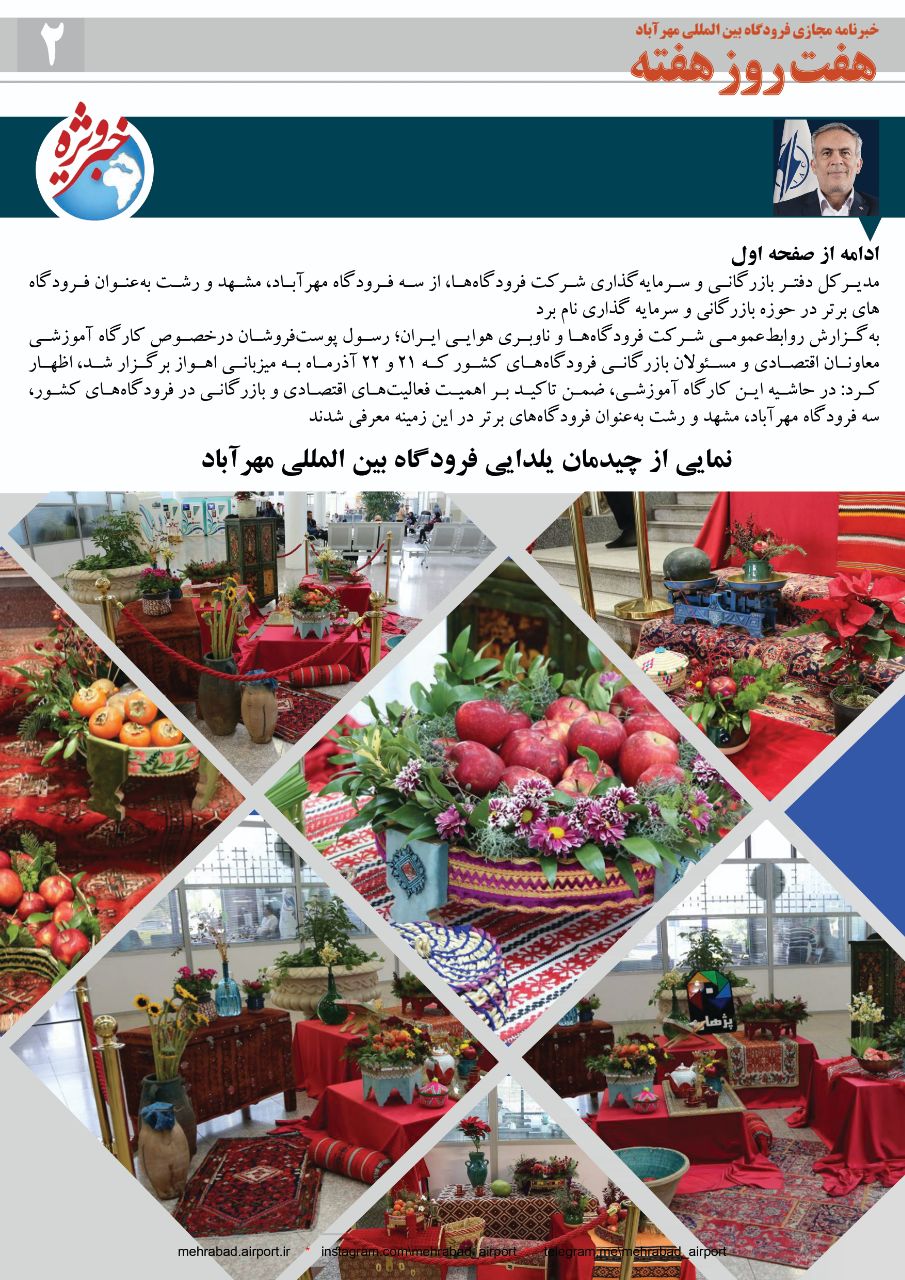 خبرنامه مجازی فرودگاه بین المللی مهرآباد
۲
هفت روز هفته
خبر ویژه
IAC
ادامه از صفحه اول
مدیرکل دفتر بازرگانی و سرمایه‌گذاری شرکت فرودگاه‌ها، از سه فرودگاه مهرآباد، مشهد و رشت به‌عنوان فرودگاه
های برتر در حوزه بازرگانی و سرمایه گذاری نام برد
به‌گزارش روابط‌عمومی شرکت فرودگاه‌ها و ناوبری هوایی ایران؛ رسول پوست‌فروشان درخصوص کارگاه آموزشی
معاونان اقتصادی و مسئولان بازرگانی فرودگاه‌های کشور که ۲۱ و ۲۲ آذرماه به میزبانی اهواز برگزار شد، اظهار
کرد: در حاشیه این کارگاه آموزشی، ضمن تاکید بر اهمیت فعالیت‌های اقتصادی و بازرگانی در فرودگاه‌های کشور،
سه فرودگاه مهرآباد، مشهد و رشت به‌عنوان فرودگاه‌های برتر در این زمینه معرفی شدند
نمایی از چیدمان یلدایی فرودگاه بین المللی مهرآباد
mehrabad.airport.ir * instagram.com\mehrabad_airport telegram.me\mehrabad_airport